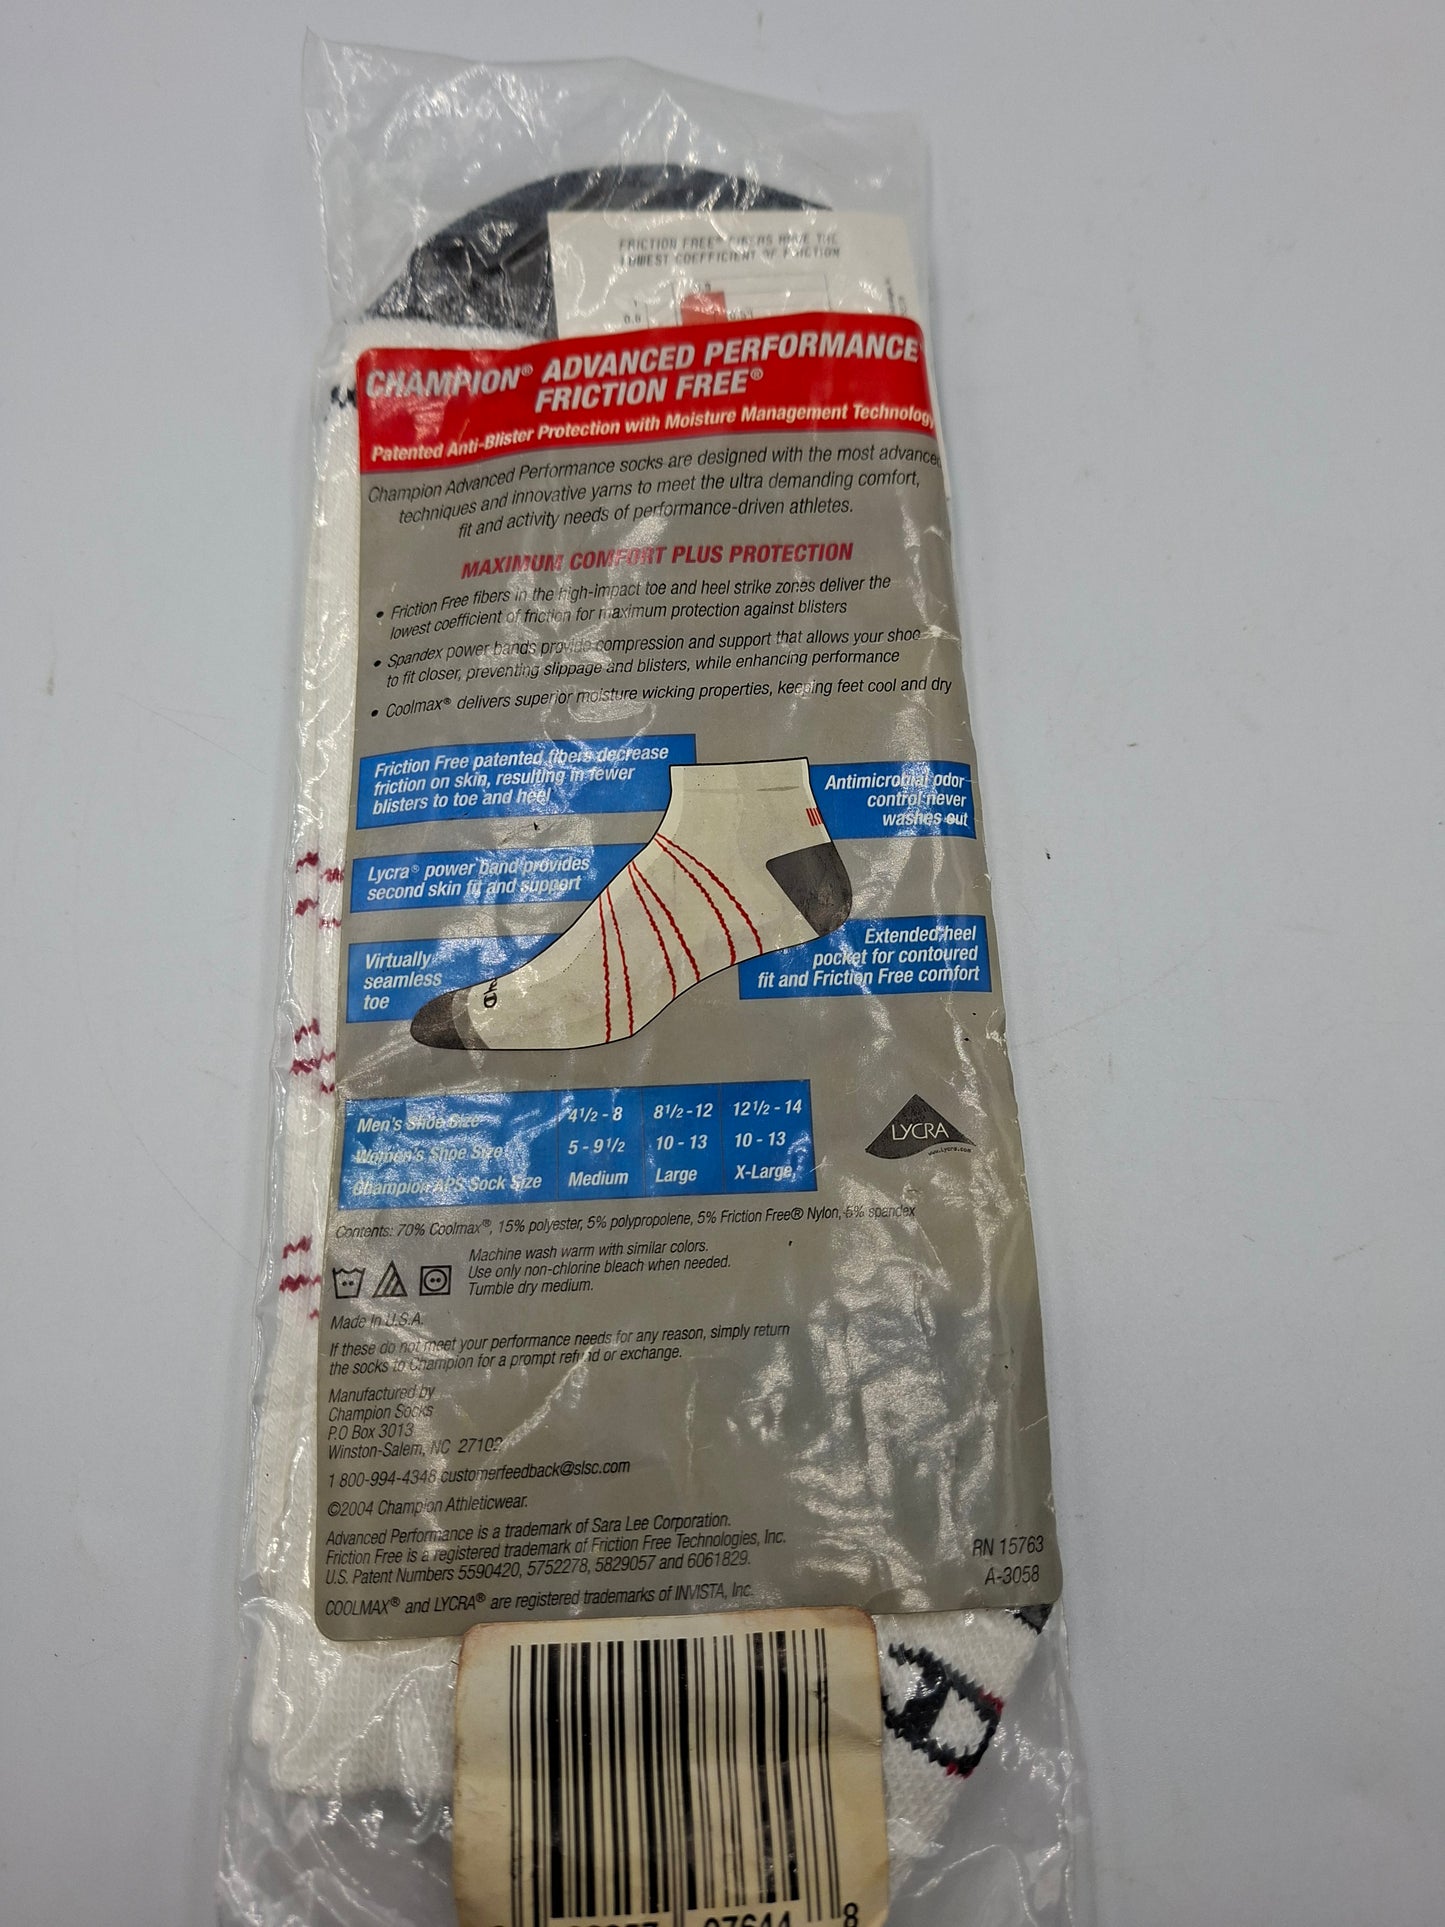 FRICTION FREE® FIBERS HAVE THE
LOWEST COEFFICIENT OF FRICTION
0.8
CHAMPION® ADVANCED PERFORMANCE
FRICTION FREE®
Patented Anti-Blister Protection with Moisture Management Technology
Champion Advanced Performance socks are designed with the most advanced
techniques and innovative yarns to meet the ultra demanding comfort,
fit and activity needs of performance-driven athletes.
MAXIMUM COMFORT PLUS PROTECTION
• Friction Free fibers in the high-impact toe and heel strike zones deliver the
lowest coefficient of friction for maximum protection against blisters
• Spandex power bands provide compression and support that allows your shoe
to fit closer, preventing slippage and blisters, while enhancing performance
• Coolmax® delivers superior moisture wicking properties, keeping feet cool and dry
Friction Free patented fibers decrease
friction on skin, resulting in fewer
blisters to toe and heel
Antimicrobial odor
control never
washes out
Lycra® power band provides
second skin fit and support
Virtually
seamless
toe
Extended heel
pocket for contoured
fit and Friction Free comfort
Men's Shoe Size 4 1/2 - 8 8 1/2 - 12 12 1/2 - 14
Women's Shoe Size 5 - 9 1/2 10 - 13 10 - 13
Champion APS Sock Size Medium Large X-Large
LYCRA
www.lycra.com
Contents: 70% Coolmax®, 15% polyester, 5% polypropolene, 5% Friction Free® Nylon, 5% spandex
Machine wash warm with similar colors.
Use only non-chlorine bleach when needed.
Tumble dry medium.
Made in U.S.A.
If these do not meet your performance needs for any reason, simply return
the socks to Champion for a prompt refund or exchange.
Manufactured by
Champion Socks
P.O Box 3013
Winston-Salem, NC 27102
1 800-994-4348 customerfeedback@slsc.com
©2004 Champion Athleticwear.
Advanced Performance is a trademark of Sara Lee Corporation.
Friction Free is a registered trademark of Friction Free Technologies, Inc.
U.S. Patent Numbers 5590420, 5752278, 5829057 and 6061829.
COOLMAX® and LYCRA® are registered trademarks of INVISTA, Inc.
RN 15763
A-3058
07644 8